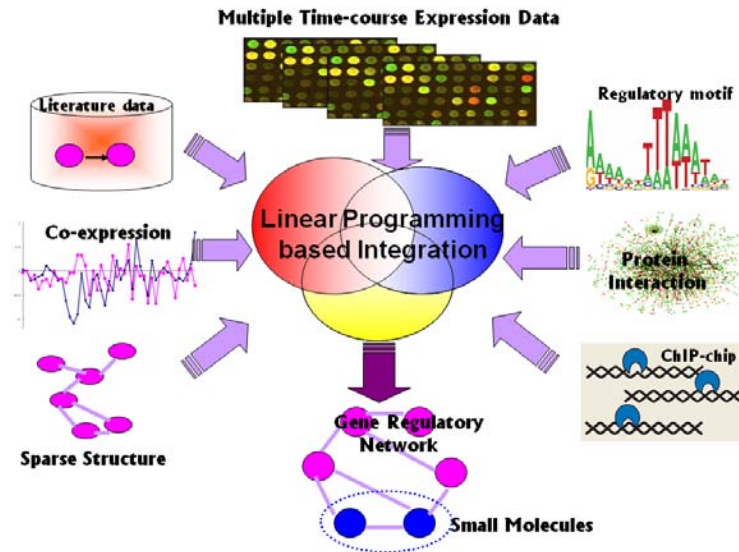 Multiple Time-course Expression Data
Literature data
Regulatory motif
Co-expression
Linear Programming
based Integration
Protein
Interaction
ChIP-chip
Sparse Structure
Gene Regulatory
Network
Small Molecules